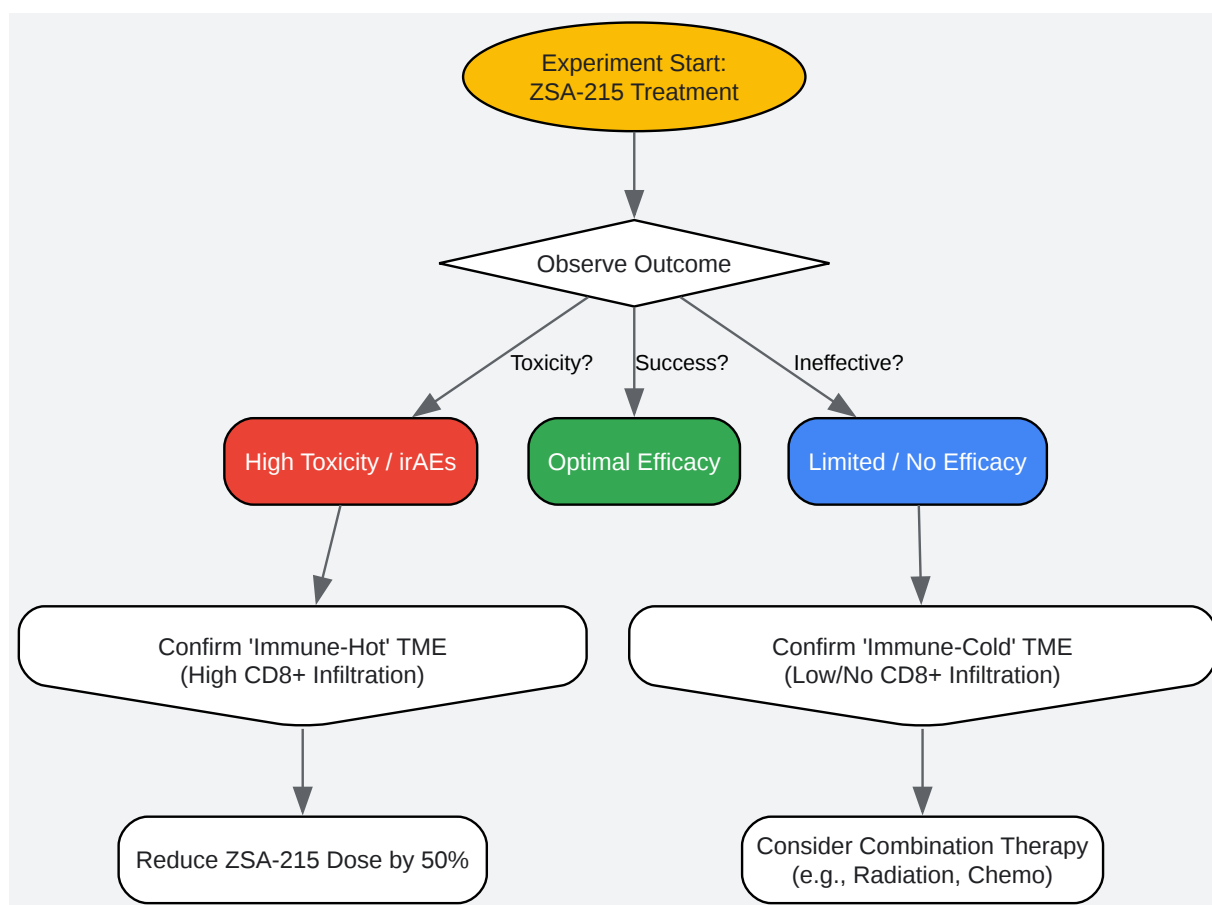 Experiment Start:
ZSA-215 Treatment
Observe Outcome
Toxicity?
Success?
Ineffective?
High Toxicity / irAEs
Optimal Efficacy
Limited / No Efficacy
Confirm 'Immune-Hot' TME
(High CD8+ Infiltration)
Confirm 'Immune-Cold' TME
(Low/No CD8+ Infiltration)
Reduce ZSA-215 Dose by 50%
Consider Combination Therapy
(e.g., Radiation, Chemo)